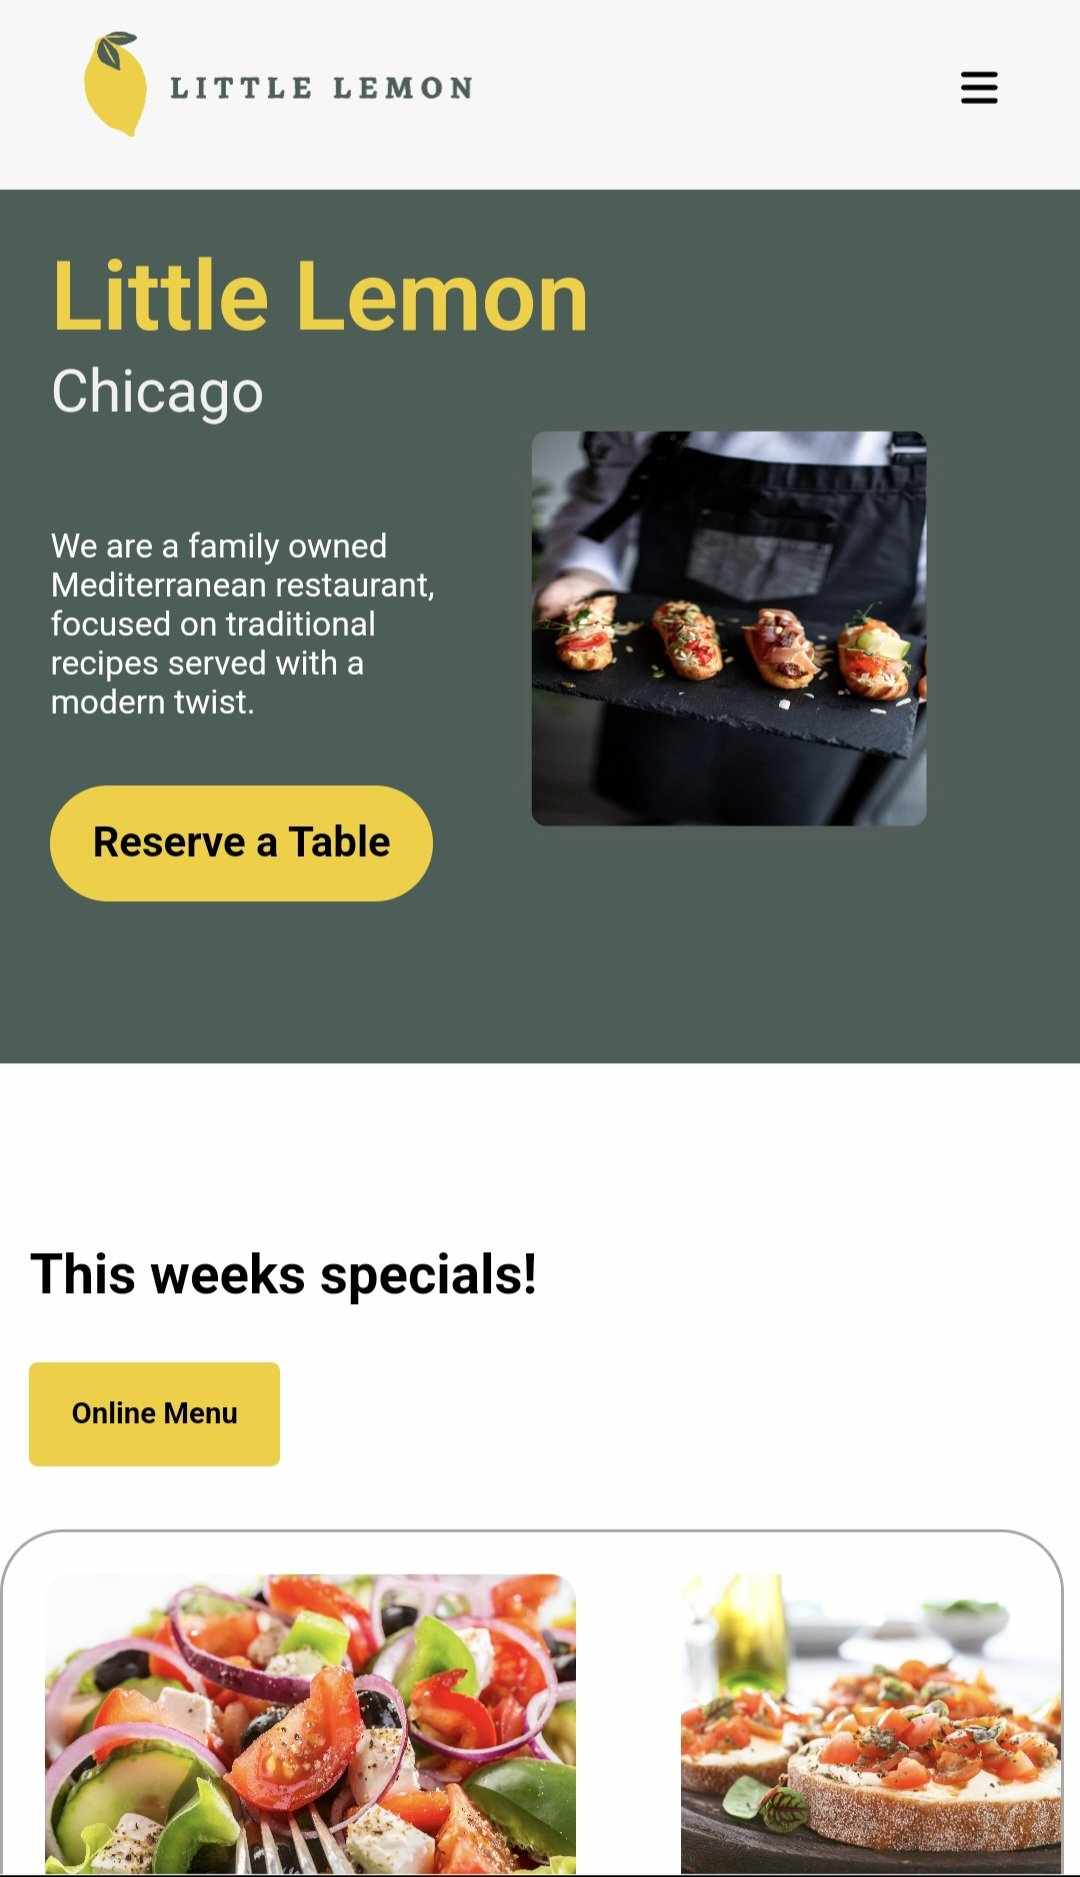 LITTLE LEMON
Little Lemon
Chicago
We are a family owned
Mediterranean restaurant,
focused on traditional
recipes served with a
modern twist.
Reserve a Table
This weeks specials!
Online Menu